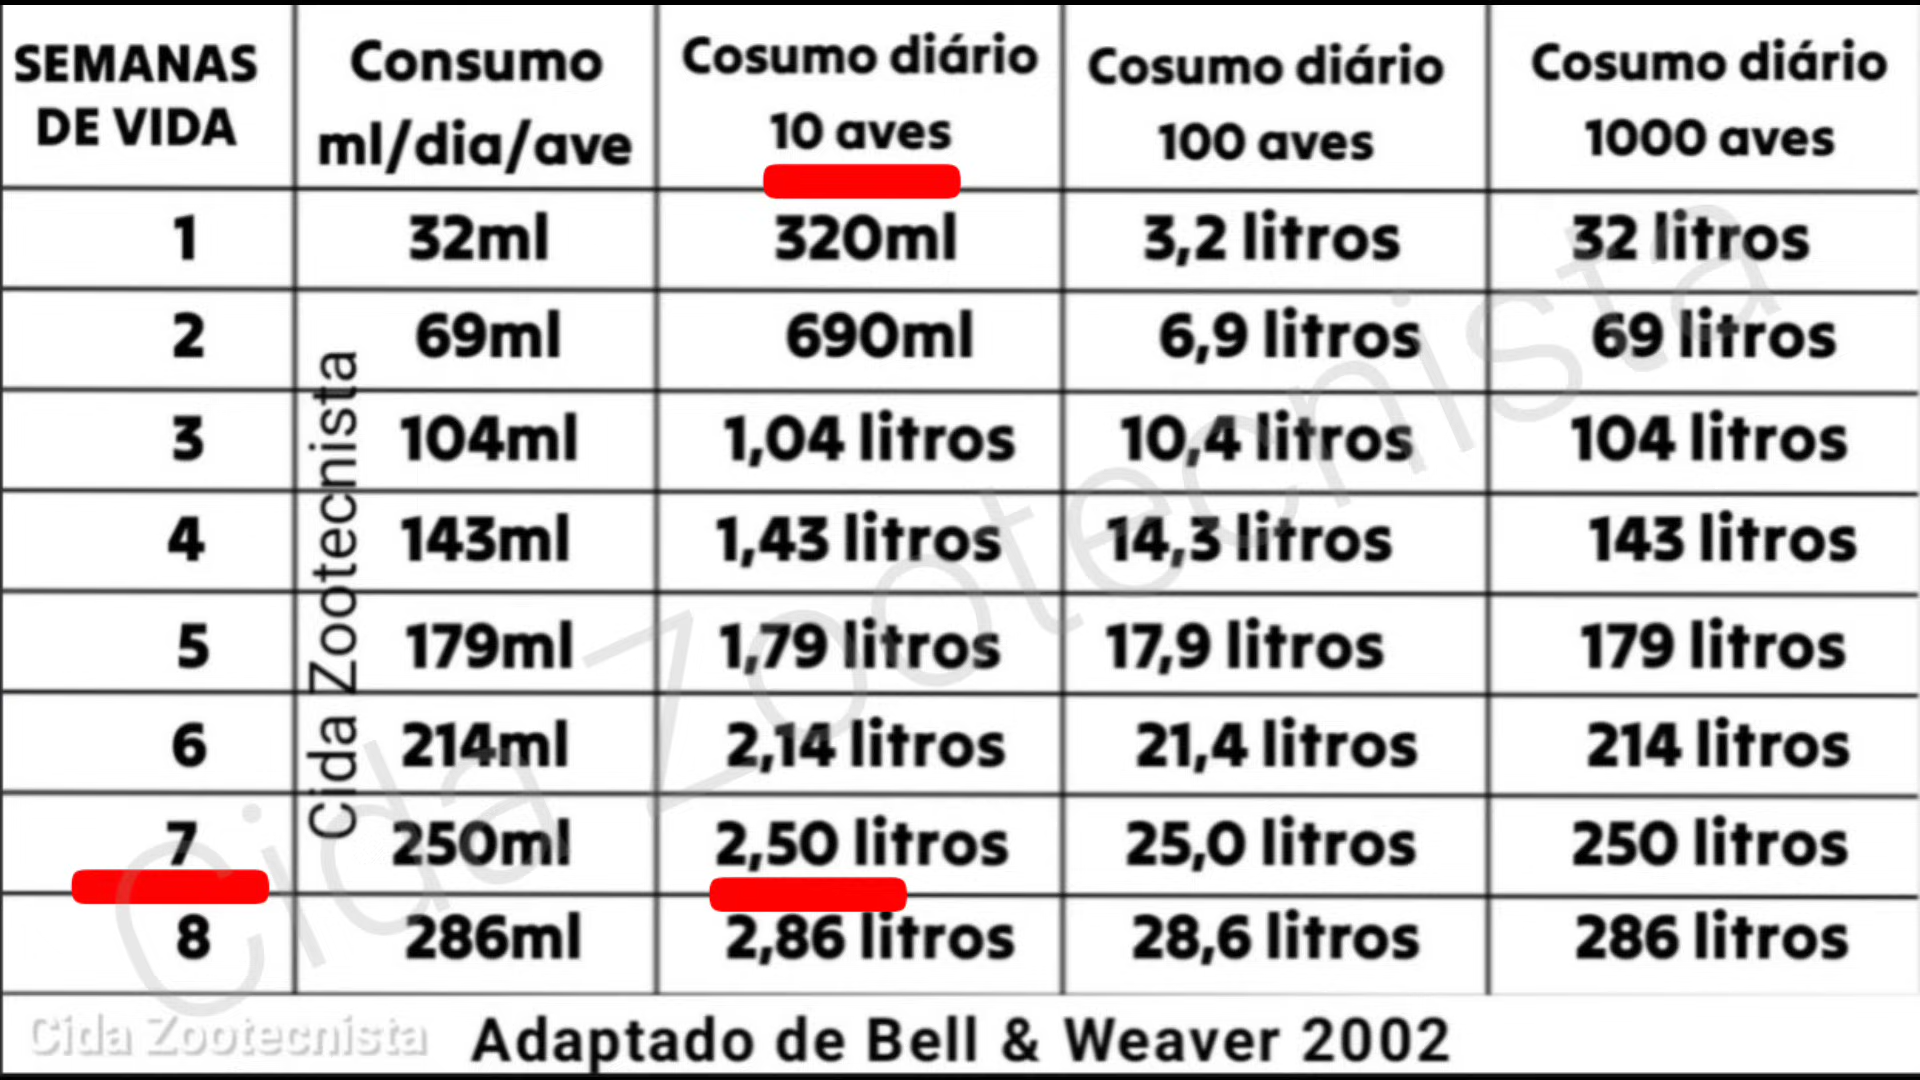 SEMANAS
DE VIDA
Consumo
ml/dia/ave
Cosumo diário
10 aves
Cosumo diário
100 aves
Cosumo diário
1000 aves
1 32ml 320ml 3,2 litros 32 litros
2 69ml 690ml 6,9 litros 69 litros
3 104ml 1,04 litros 10,4 litros 104 litros
4 143ml 1,43 litros 14,3 litros 143 litros
5 179ml 1,79 litros 17,9 litros 179 litros
6 214ml 2,14 litros 21,4 litros 214 litros
7 250ml 2,50 litros 25,0 litros 250 litros
8 286ml 2,86 litros 28,6 litros 286 litros
Cida Zootecnista
Cida Zootecnista
Cida Zootecnista
Adaptado de Bell & Weaver 2002